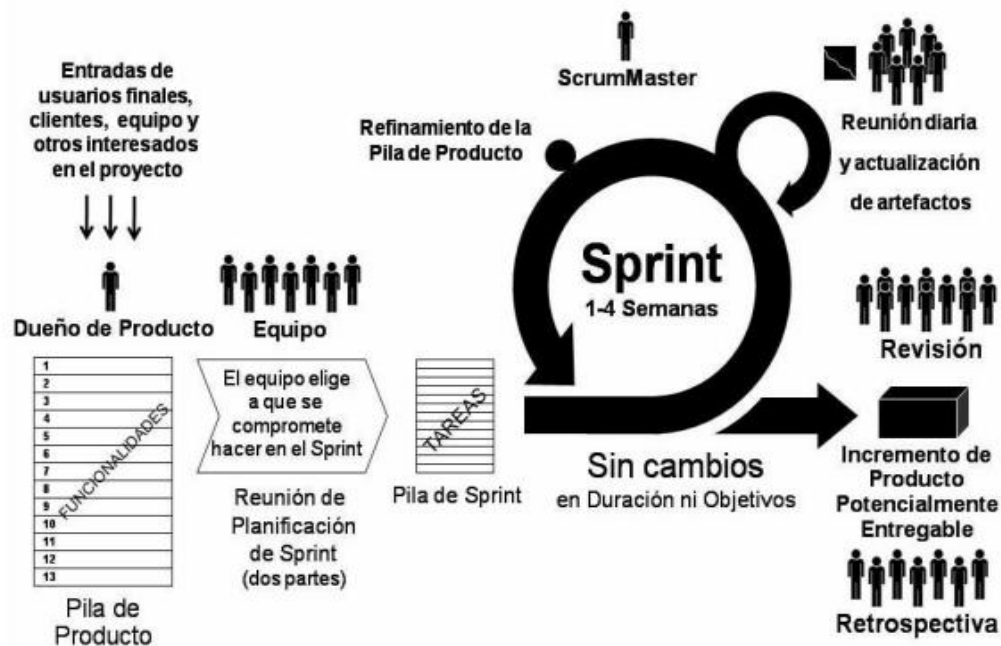 Entradas de
usuarios finales,
clientes, equipo y
otros interesados
en el proyecto
Dueño de Producto
1
2
3
4
5
6
7
8
9
10
11
12
13
FUNCIONALIDADES
Pila de
Producto
Equipo
El equipo elige
a que se
compromete
hacer en el Sprint
Reunión de
Planificación
de Sprint
(dos partes)
TAREAS
Pila de Sprint
ScrumMaster
Refinamiento de la
Pila de Producto
Sprint
1-4 Semanas
Sin cambios
en Duración ni Objetivos
Reunión diaria
y actualización
de artefactos
Revisión
Incremento de
Producto
Potencialmente
Entregable
Retrospectiva